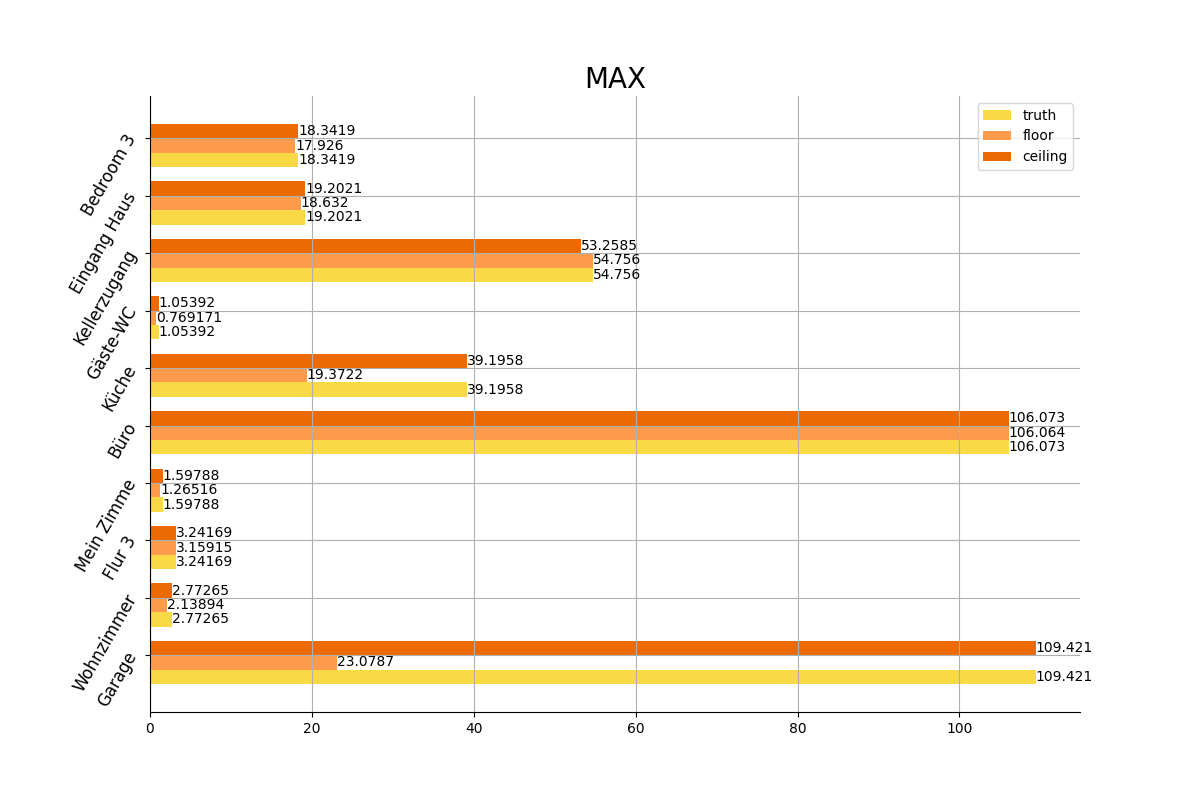 MAX
truth
floor
ceiling
Bedroom 3
18.3419
17.926
18.3419
Eingang Haus
19.2021
18.632
19.2021
Kellerzugang
53.2585
54.756
54.756
Gäste-WC
1.05392
0.769171
1.05392
Küche
39.1958
19.3722
39.1958
Büro
106.073
106.064
106.073
Mein Zimme
1.59788
1.26516
1.59788
Flur 3
3.24169
3.15915
3.24169
Wohnzimmer
2.77265
2.13894
2.77265
Garage
109.421
23.0787
109.421
0 20 40 60 80 100